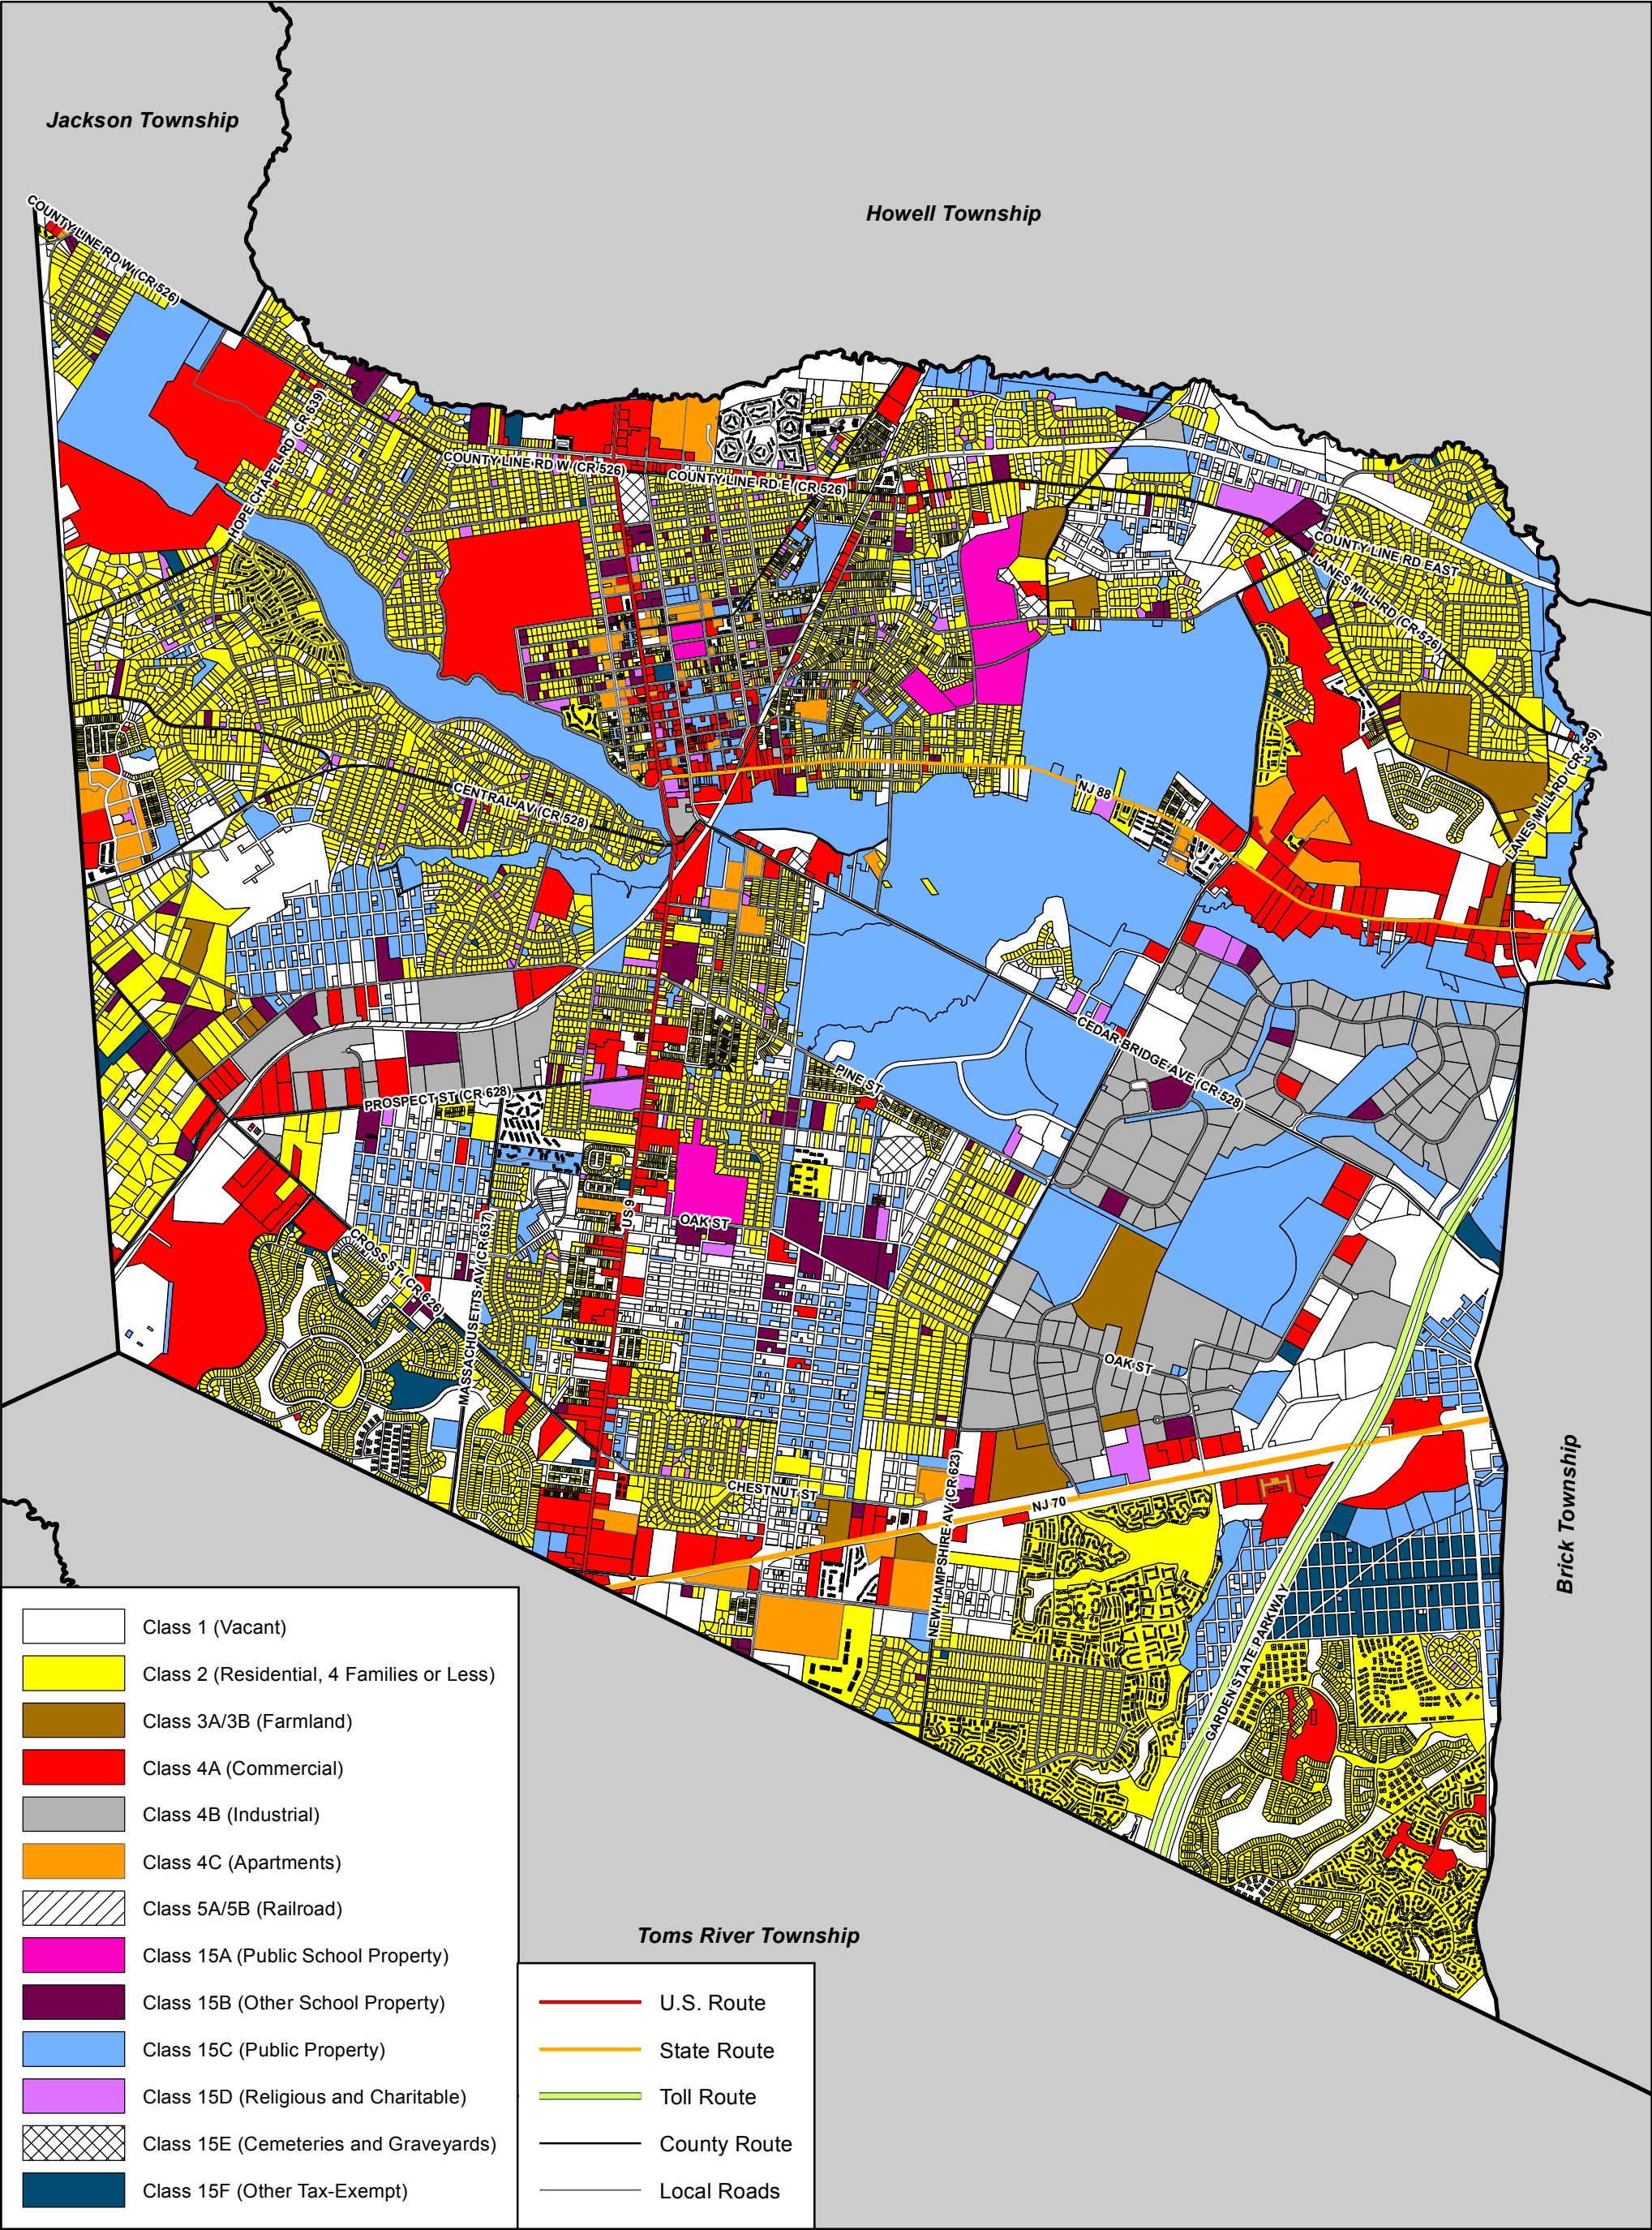 Jackson Township
Howell Township
COUNTY LINE RD W (CR 526)
HOPE CHAPEL RD (CR 639)
COUNTY LINE RD W (CR 526)
COUNTY LINE RD E (CR 526)
COUNTY LINE RD EAST
LANES MILL RD (CR 526)
LANES MILL RD (CR 549)
NJ 88
CENTRAL AV (CR 528)
CEDAR BRIDGE AVE (CR 528)
PINE ST
PROSPECT ST (CR 628)
US 9
OAK ST
CROSS ST (CR 626)
MASSACHUSETTS AV (CR 637)
OAK ST
CHESTNUT ST
NEW HAMPSHIRE AV (CR 623)
NJ 70
GARDEN STATE PARKWAY
Brick Township
Toms River Township
Class 1 (Vacant)
Class 2 (Residential, 4 Families or Less)
Class 3A/3B (Farmland)
Class 4A (Commercial)
Class 4B (Industrial)
Class 4C (Apartments)
Class 5A/5B (Railroad)
Class 15A (Public School Property)
Class 15B (Other School Property)
Class 15C (Public Property)
Class 15D (Religious and Charitable)
Class 15E (Cemeteries and Graveyards)
Class 15F (Other Tax-Exempt)
U.S. Route
State Route
Toll Route
County Route
Local Roads